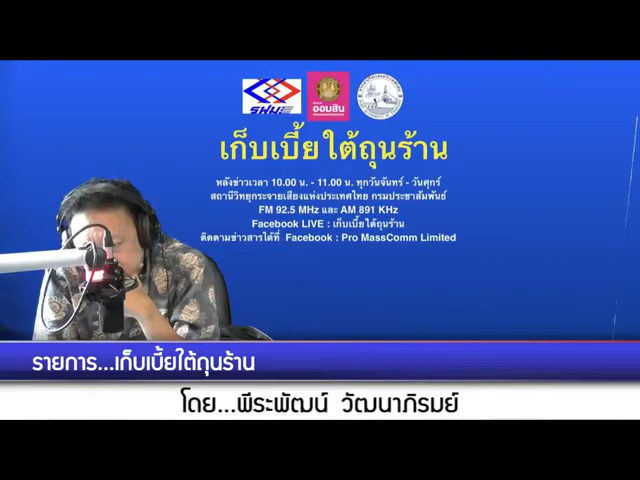 รฟม
ออมสิน
เก็บเบี้ยใต้ถุนร้าน
หลังข่าวเวลา 10.00 น. - 11.00 น. ทุกวันจันทร์ - วันศุกร์
สถานีวิทยุกระจายเสียงแห่งประเทศไทย กรมประชาสัมพันธ์
FM 92.5 MHz และ AM 891 KHz
Facebook LIVE : เก็บเบี้ยใต้ถุนร้าน
ติดตามข่าวสารได้ที่ Facebook : Pro MassComm Limited
รายการ...เก็บเบี้ยใต้ถุนร้าน
โดย...พีระพัฒน์ วัฒนาภิรมย์